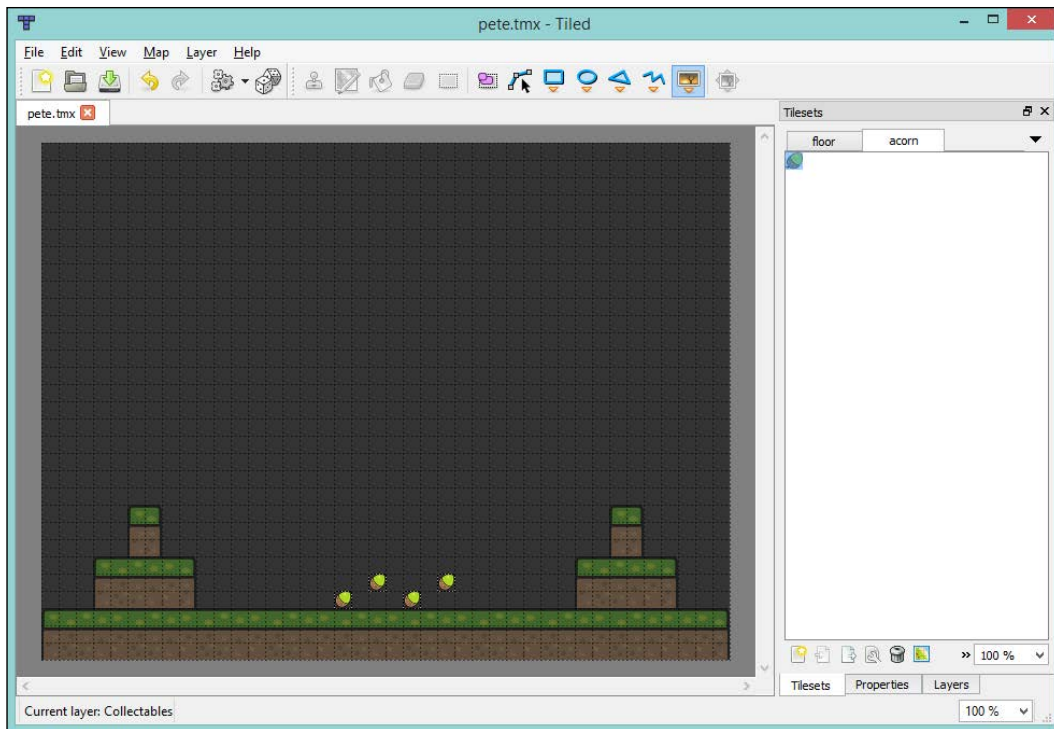 pete.tmx - Tiled
File Edit View Map Layer Help
pete.tmx
Tilesets
floor acorn
» 100 %
Tilesets Properties Layers
Current layer: Collectables
100 %